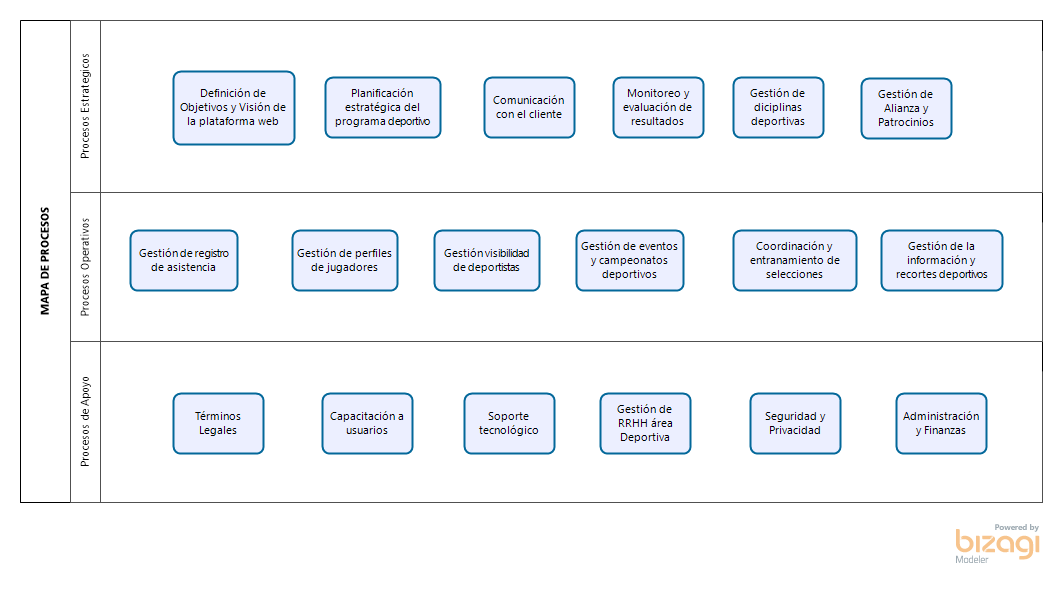 MAPA DE PROCESOS
Procesos Estrategicos
Definición de
Objetivos y Visión de
la plataforma web
Planificación
estratégica del
programa deportivo
Comunicación
con el cliente
Monitoreo y
evaluación de
resultados
Gestión de
diciplinas
deportivas
Gestión de
Alianza y
Patrocinios
Procesos Operativos
Gestión de registro
de asistencia
Gestión de perfiles
de jugadores
Gestión visibilidad
de deportistas
Gestión de eventos
y campeonatos
deportivos
Coordinación y
entranamiento de
selecciones
Gestión de la
información y
recortes deportivos
Procesos de Apoyo
Términos
Legales
Capacitación a
usuarios
Soporte
tecnológico
Gestión de
RRHH área
Deportiva
Seguridad y
Privacidad
Administración
y Finanzas
Powered by
bizagi
Modeler